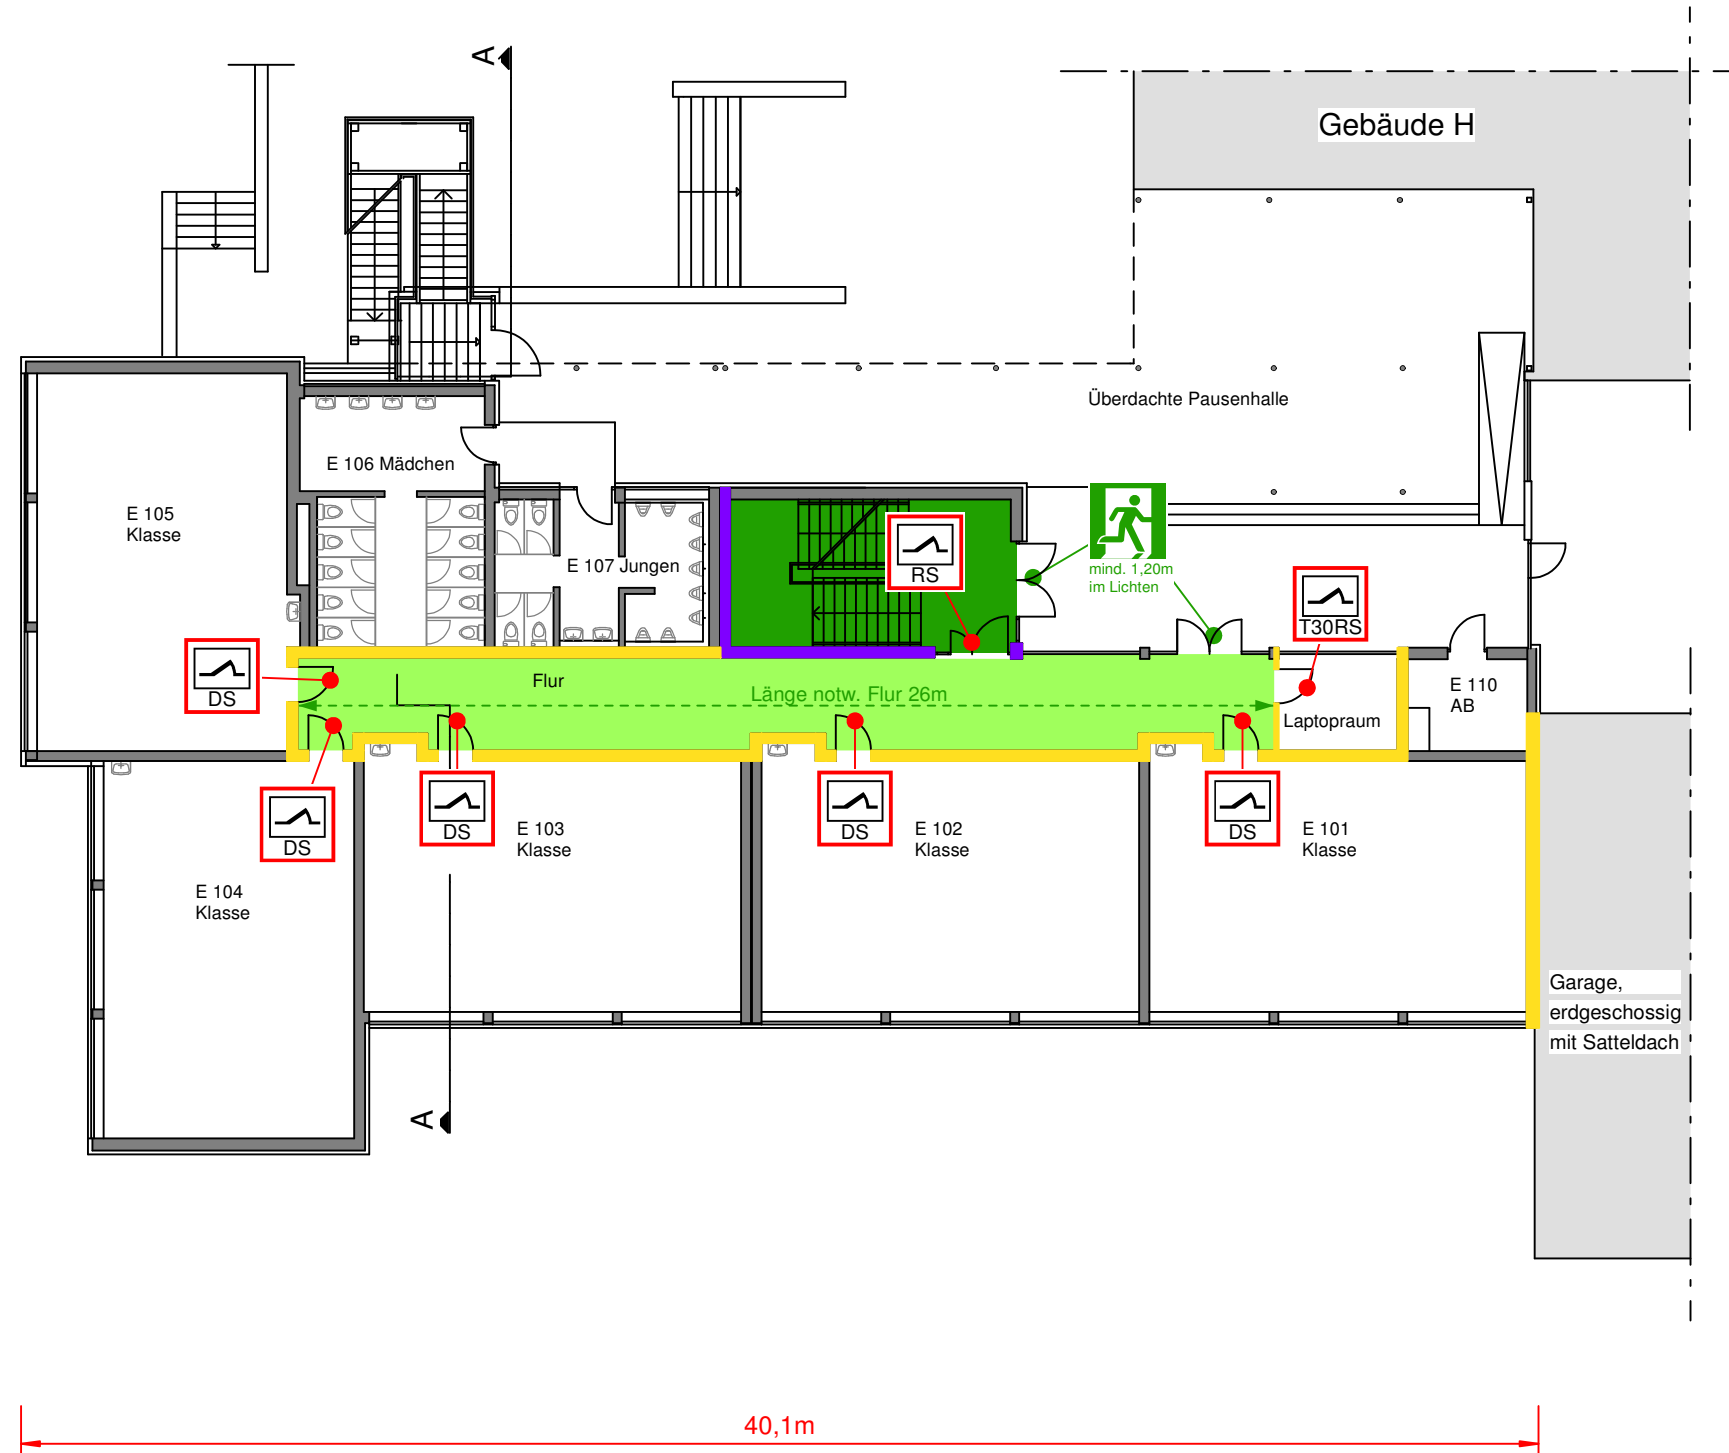 A
Gebäude H
Überdachte Pausenhalle
E 106 Mädchen
E 105
Klasse
E 107 Jungen
RS
mind. 1,20m
im Lichten
T30RS
DS
Flur
Länge notw. Flur 26m
E 110
AB
Laptopraum
DS
DS
DS
DS
E 103
Klasse
E 102
Klasse
E 101
Klasse
E 104
Klasse
Garage,
erdgeschossig
mit Satteldach
A
40,1m